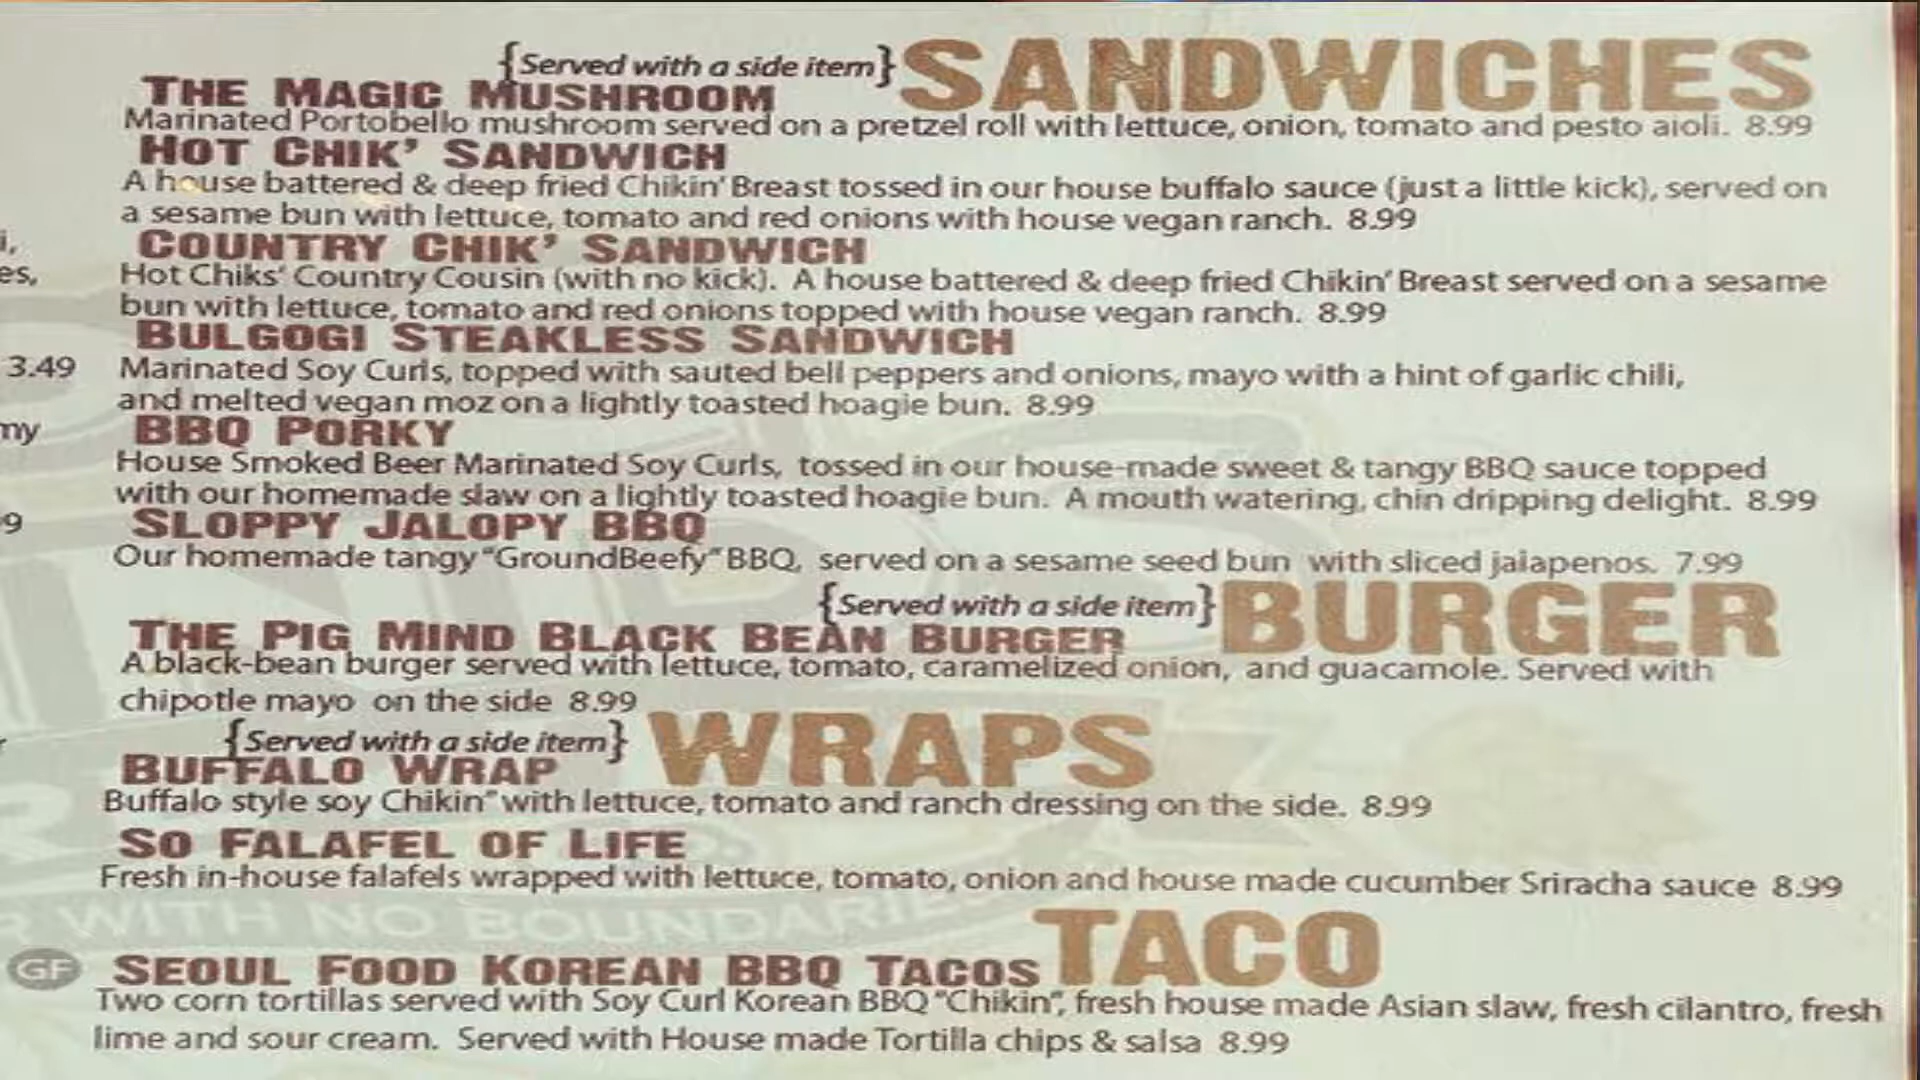 {Served with a side item} SANDWICHES
THE MAGIC MUSHROOM
Marinated Portobello mushroom served on a pretzel roll with lettuce, onion, tomato and pesto aioli. 8.99
HOT CHIK' SANDWICH
A house battered & deep fried Chikin' Breast tossed in our house buffalo sauce (just a little kick), served on
a sesame bun with lettuce, tomato and red onions with house vegan ranch. 8.99
i,
COUNTRY CHIK' SANDWICH
es,
Hot Chiks' Country Cousin (with no kick). A house battered & deep fried Chikin' Breast served on a sesame
bun with lettuce, tomato and red onions topped with house vegan ranch. 8.99
BULGOGI STEAKLESS SANDWICH
3.49
Marinated Soy Curls, topped with sauted bell peppers and onions, mayo with a hint of garlic chili,
and melted vegan moz on a lightly toasted hoagie bun. 8.99
my
BBQ PORKY
House Smoked Beer Marinated Soy Curls, tossed in our house-made sweet & tangy BBQ sauce topped
with our homemade slaw on a lightly toasted hoagie bun. A mouth watering, chin dripping delight. 8.99
9
SLOPPY JALOPY BBQ
Our homemade tangy "GroundBeefy" BBQ, served on a sesame seed bun with sliced jalapenos. 7.99
{Served with a side item} BURGER
THE PIG MIND BLACK BEAN BURGER
A black-bean burger served with lettuce, tomato, caramelized onion, and guacamole. Served with
chipotle mayo on the side 8.99
{Served with a side item} WRAPS
BUFFALO WRAP
Buffalo style soy Chikin" with lettuce, tomato and ranch dressing on the side. 8.99
SO FALAFEL OF LIFE
Fresh in-house falafels wrapped with lettuce, tomato, onion and house made cucumber Sriracha sauce 8.99
WITH NO BOUNDARIES
TACO
GF SEOUL FOOD KOREAN BBQ TACOS
Two corn tortillas served with Soy Curl Korean BBQ "Chikin", fresh house made Asian slaw, fresh cilantro, fresh
lime and sour cream. Served with House made Tortilla chips & salsa 8.99